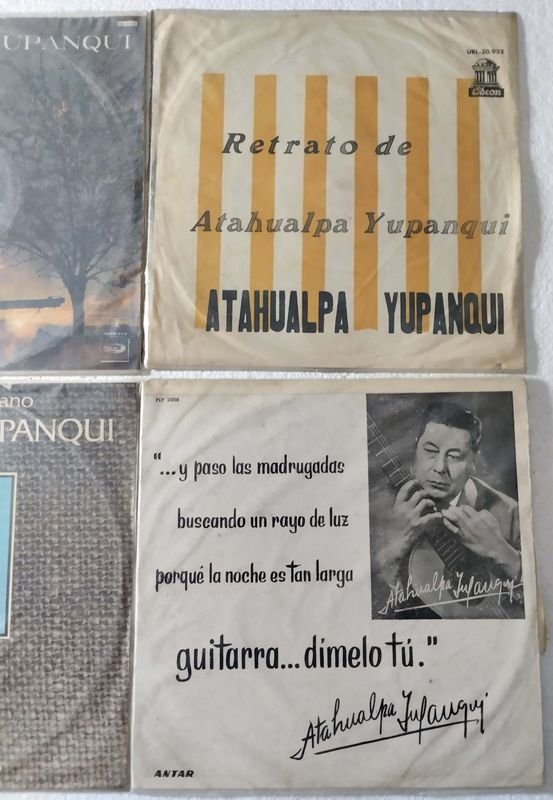 UPANQUI
URL-20.932
Odeon
Retrato de
Atahualpa Yupanqui
ATAHUALPA YUPANQUI
ano
PANQUI
PLP 2008
"...y paso las madrugadas
buscando un rayo de luz
porqué la noche es tan larga
guitarra... dímelo tú."
Atahualpa Yupanqui
Atahualpa Yupanqui
ANTAR